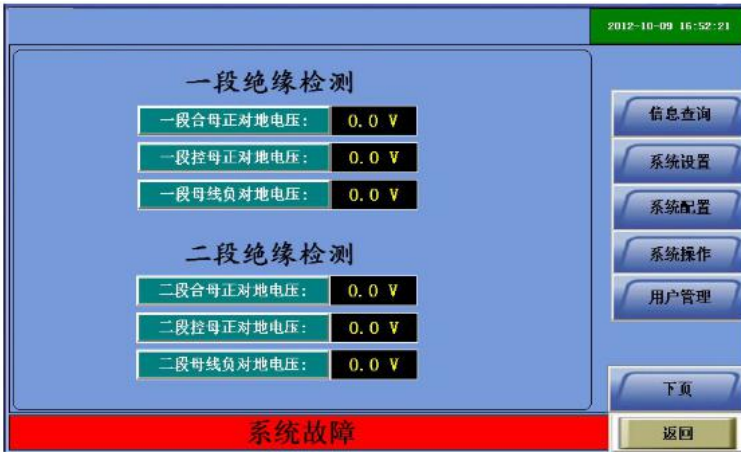 2012-10-09 16:52:21
一段绝缘检测
一段合母正对地电压: 0.0 V
一段控母正对地电压: 0.0 V
一段母线负对地电压: 0.0 V
二段绝缘检测
二段合母正对地电压: 0.0 V
二段控母正对地电压: 0.0 V
二段母线负对地电压: 0.0 V
信息查询
系统设置
系统配置
系统操作
用户管理
下页
系统故障
返回